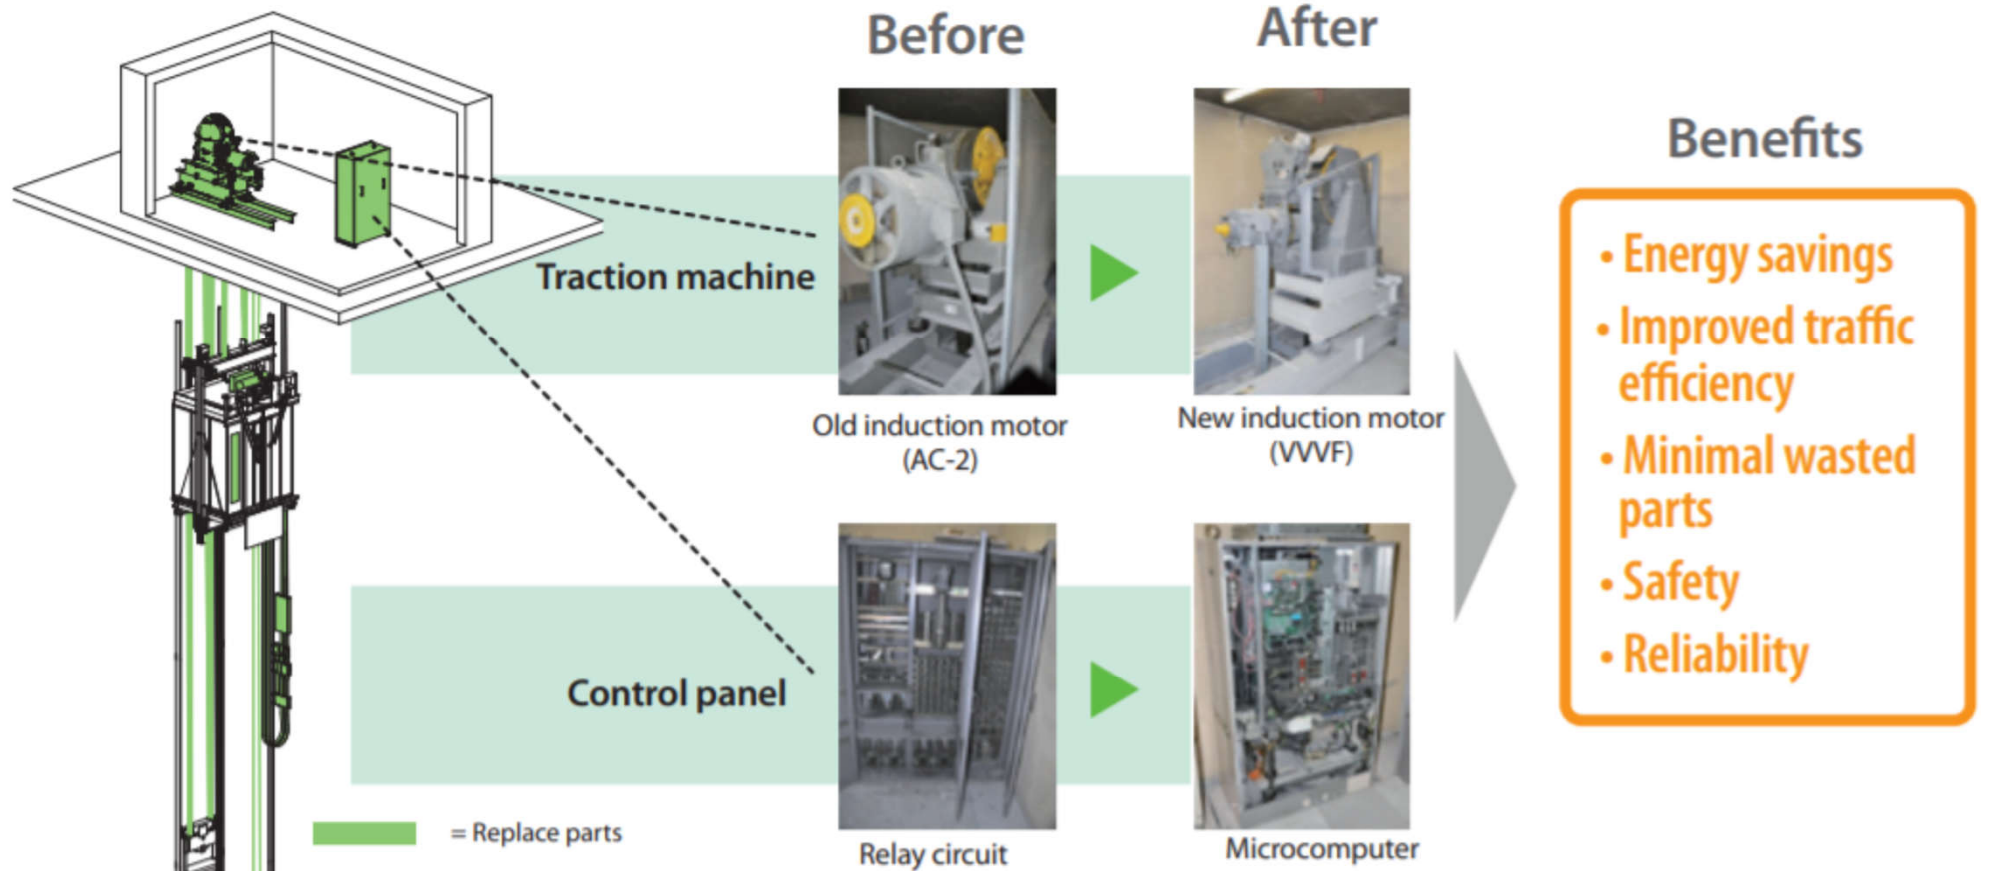 Before
After
Benefits
Traction machine
Old induction motor
(AC-2)
New induction motor
(VVVF)
Control panel
Relay circuit
Microcomputer
= Replace parts
• Energy savings
• Improved traffic
efficiency
• Minimal wasted
parts
• Safety
• Reliability